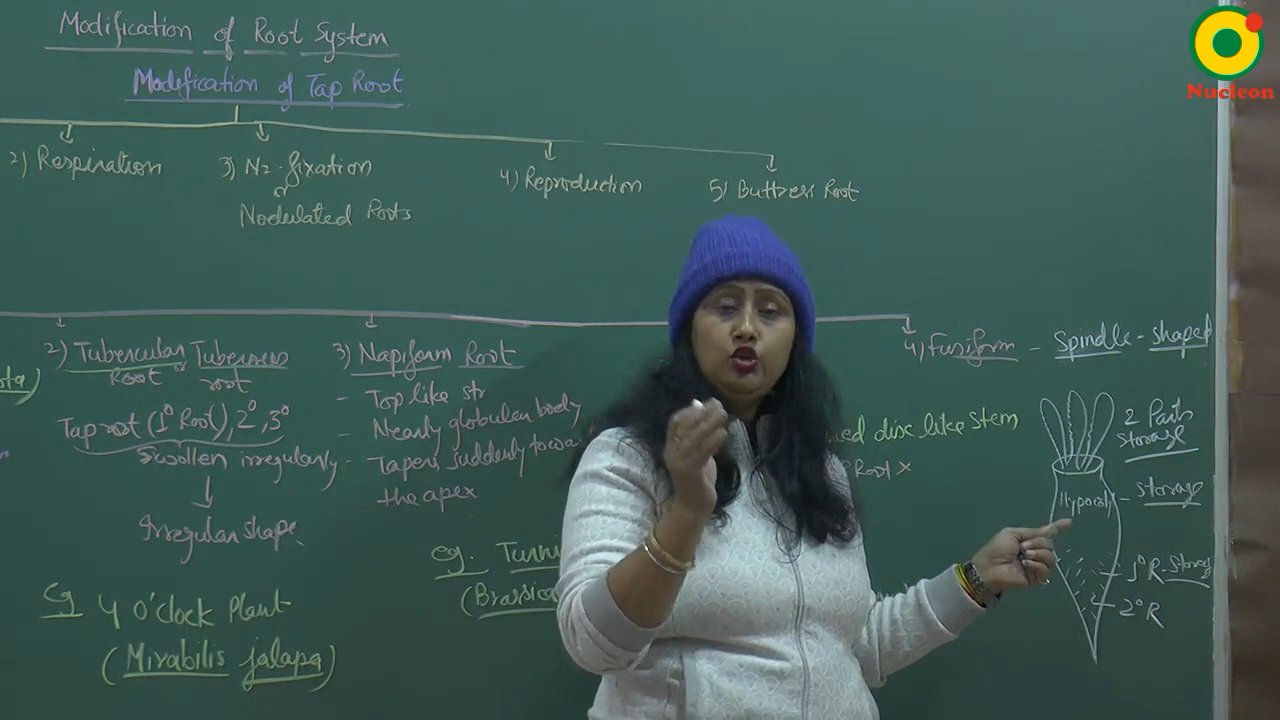 Modification of Root System
Modification of Tap Root
2) Respiration
3) N2-fixation
or
Nodulated Roots
4) Reproduction
5) Buttress Root
Nucleon
2) Tubercular or Tuberous
Root root
Tap root (1° Root), 2°, 3°
Swollen irregularly
Irregular shape
Eg 4 O'clock Plant
(Mirabilis jalapa)
3) Napiform Root
- Top like str
- Nearly globular body
- Tapers suddenly towa
the apex
eg.
(Brassica
disc like stem
Root x
4) Fusiform - Spindle-shaped
2 Parts
storage
Hypocotyl - Storage
1°R-Storage
2°R